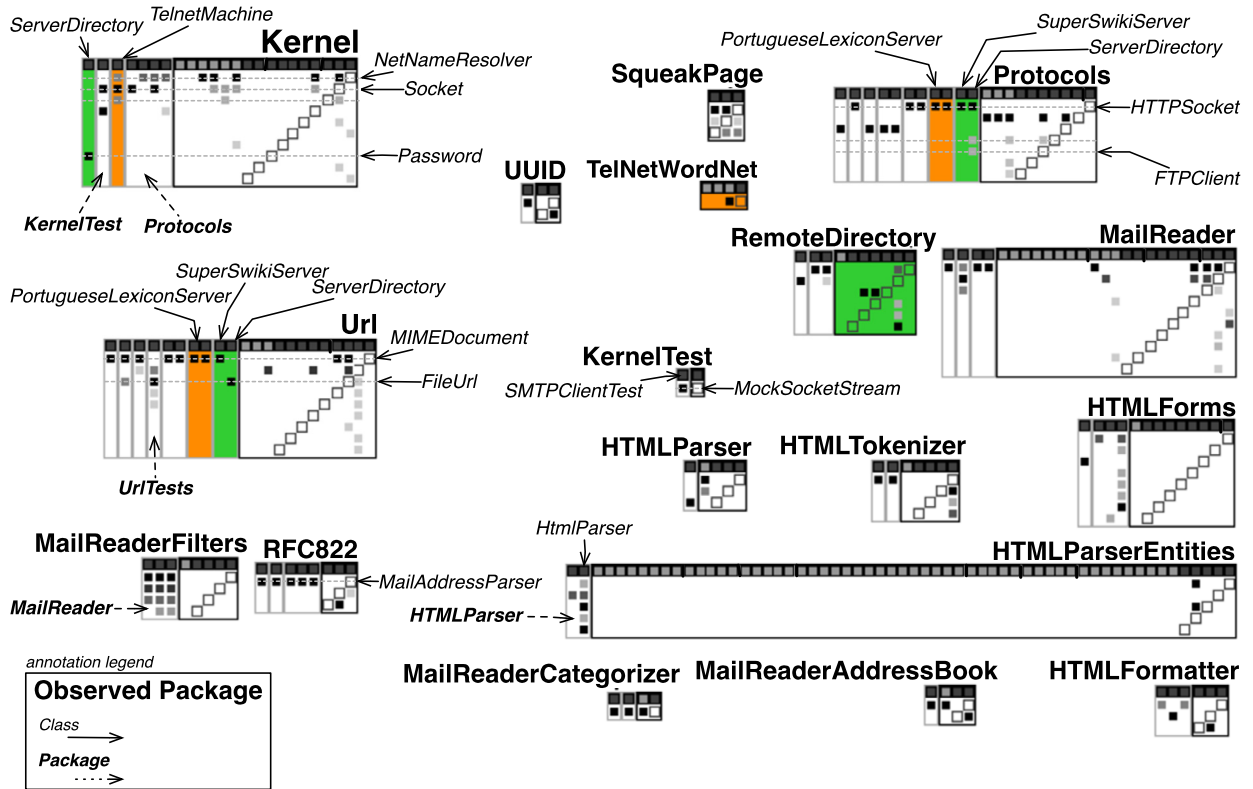 ServerDirectory
TelnetMachine
Kernel
NetNameResolver
Socket
Password
KernelTest
Protocols
SqueakPage
UUID
TelNetWordNet
PortugueseLexiconServer
SuperSwikiServer
ServerDirectory
Protocols
HTTPSocket
FTPClient
RemoteDirectory
MailReader
SuperSwikiServer
PortugueseLexiconServer
ServerDirectory
Url
MIMEDocument
FileUrl
UrlTests
KernelTest
SMTPClientTest
MockSocketStream
HTMLForms
HTMLParser
HTMLTokenizer
MailReaderFilters
RFC822
MailAddressParser
MailReader
HtmlParser
HTMLParserEntities
HTMLParser
annotation legend
Observed Package
Class
Package
MailReaderCategorizer
MailReaderAddressBook
HTMLFormatter